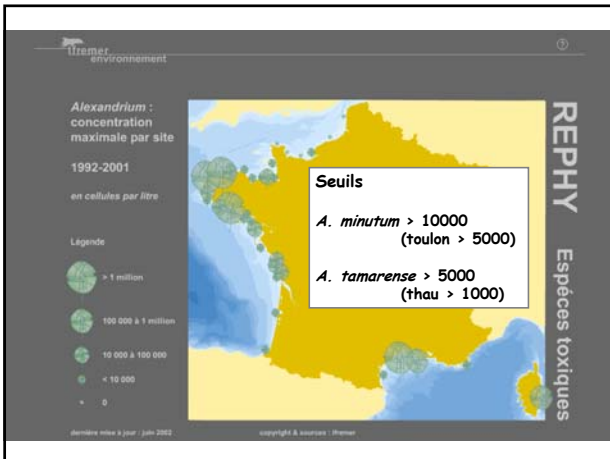 Ifremer
environnement
Alexandrium :
concentration
maximale par site
1992-2001
en cellules par litre
Légende
> 1 million
100 000 à 1 million
10 000 à 100 000
< 10 000
0
dernière mise à jour : juin 2002
copyright & sources : Ifremer
Seuils
A. minutum > 10000
(toulon > 5000)
A. tamarense > 5000
(thau > 1000)
REPHY
Espèces toxiques
?